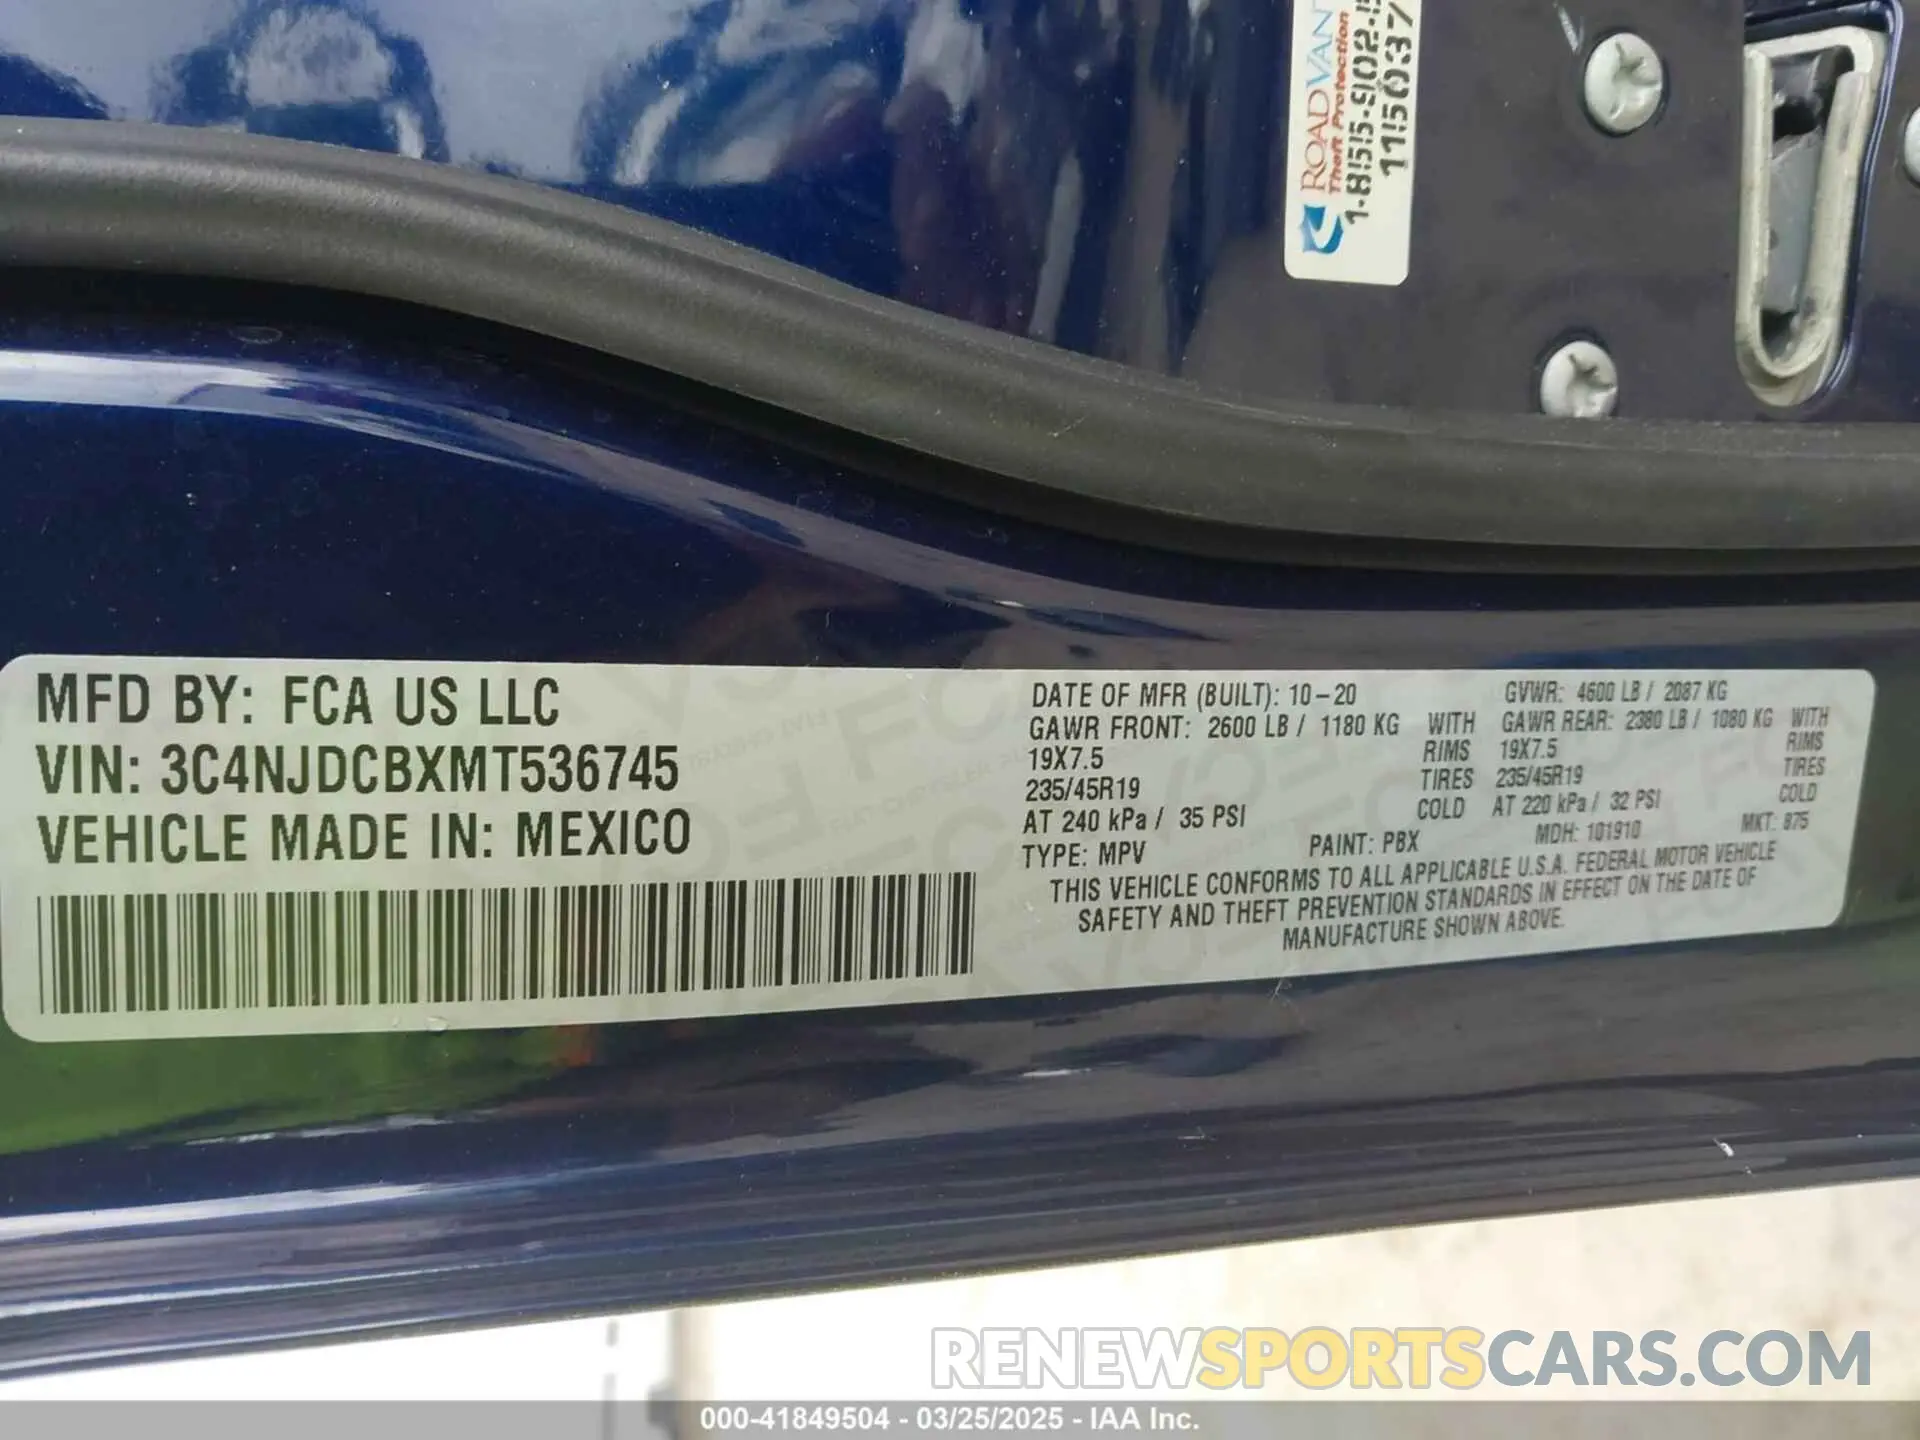 ROADVANT
Theft Protection
115037
MFD BY: FCA US LLC
VIN: 3C4NJDCBXMT536745
VEHICLE MADE IN: MEXICO
DATE OF MFR (BUILT): 10-20
GVWR: 4600 LB / 2087 KG
GAWR FRONT: 2600 LB / 1180 KG WITH
GAWR REAR: 2380 LB / 1080 KG WITH
19X7.5 RIMS
19X7.5 RIMS
235/45R19 TIRES
235/45R19 TIRES
AT 240 kPa / 35 PSI COLD
AT 220 kPa / 32 PSI COLD
TYPE: MPV PAINT: PBX MDH: 101910 MKT: 875
THIS VEHICLE CONFORMS TO ALL APPLICABLE U.S.A. FEDERAL MOTOR VEHICLE
SAFETY AND THEFT PREVENTION STANDARDS IN EFFECT ON THE DATE OF
MANUFACTURE SHOWN ABOVE.
RENEWSPORTSCARS.COM
000-41849504 - 03/25/2025 - IAA Inc.